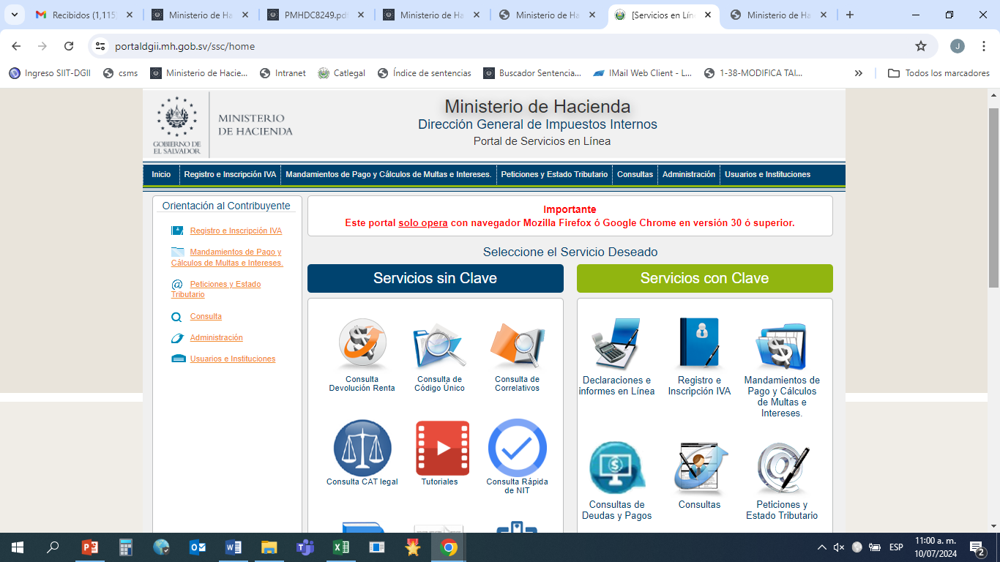 Recibidos (1,115)
Ministerio de Ha
PMHDC8249.pd
Ministerio de Ha
Ministerio de Ha
[Servicios en Lín
Ministerio de Ha
portaldgii.mh.gob.sv/ssc/home
J
Ingreso SIIT-DGII
csms
Ministerio de Hacie...
Intranet
Catlegal
Índice de sentencias
Buscador Sentencia...
IMail Web Client - L...
1-38-MODIFICA TAI...
Todos los marcadores
GOBIERNO DE
EL SALVADOR
MINISTERIO
DE HACIENDA
Ministerio de Hacienda
Dirección General de Impuestos Internos
Portal de Servicios en Línea
Inicio
Registro e Inscripción IVA
Mandamientos de Pago y Cálculos de Multas e Intereses.
Peticiones y Estado Tributario
Consultas
Administración
Usuarios e Instituciones
Orientación al Contribuyente
Registro e Inscripción IVA
Mandamientos de Pago y
Cálculos de Multas e Intereses.
Peticiones y Estado
Tributario
Consulta
Administración
Usuarios e Instituciones
Importante
Este portal solo opera con navegador Mozilla Firefox ó Google Chrome en versión 30 ó superior.
Seleccione el Servicio Deseado
Servicios sin Clave
Consulta
Devolución Renta
Consulta de
Código Único
Consulta de
Correlativos
Consulta CAT legal
Tutoriales
Consulta Rápida
de NIT
Servicios con Clave
Declaraciones e
informes en Línea
Registro e
Inscripción IVA
Mandamientos de
Pago y Cálculos
de Multas e
Intereses.
Consultas de
Deudas y Pagos
Consultas
Peticiones y
Estado Tributario
ESP
11:00 a. m.
10/07/2024
2